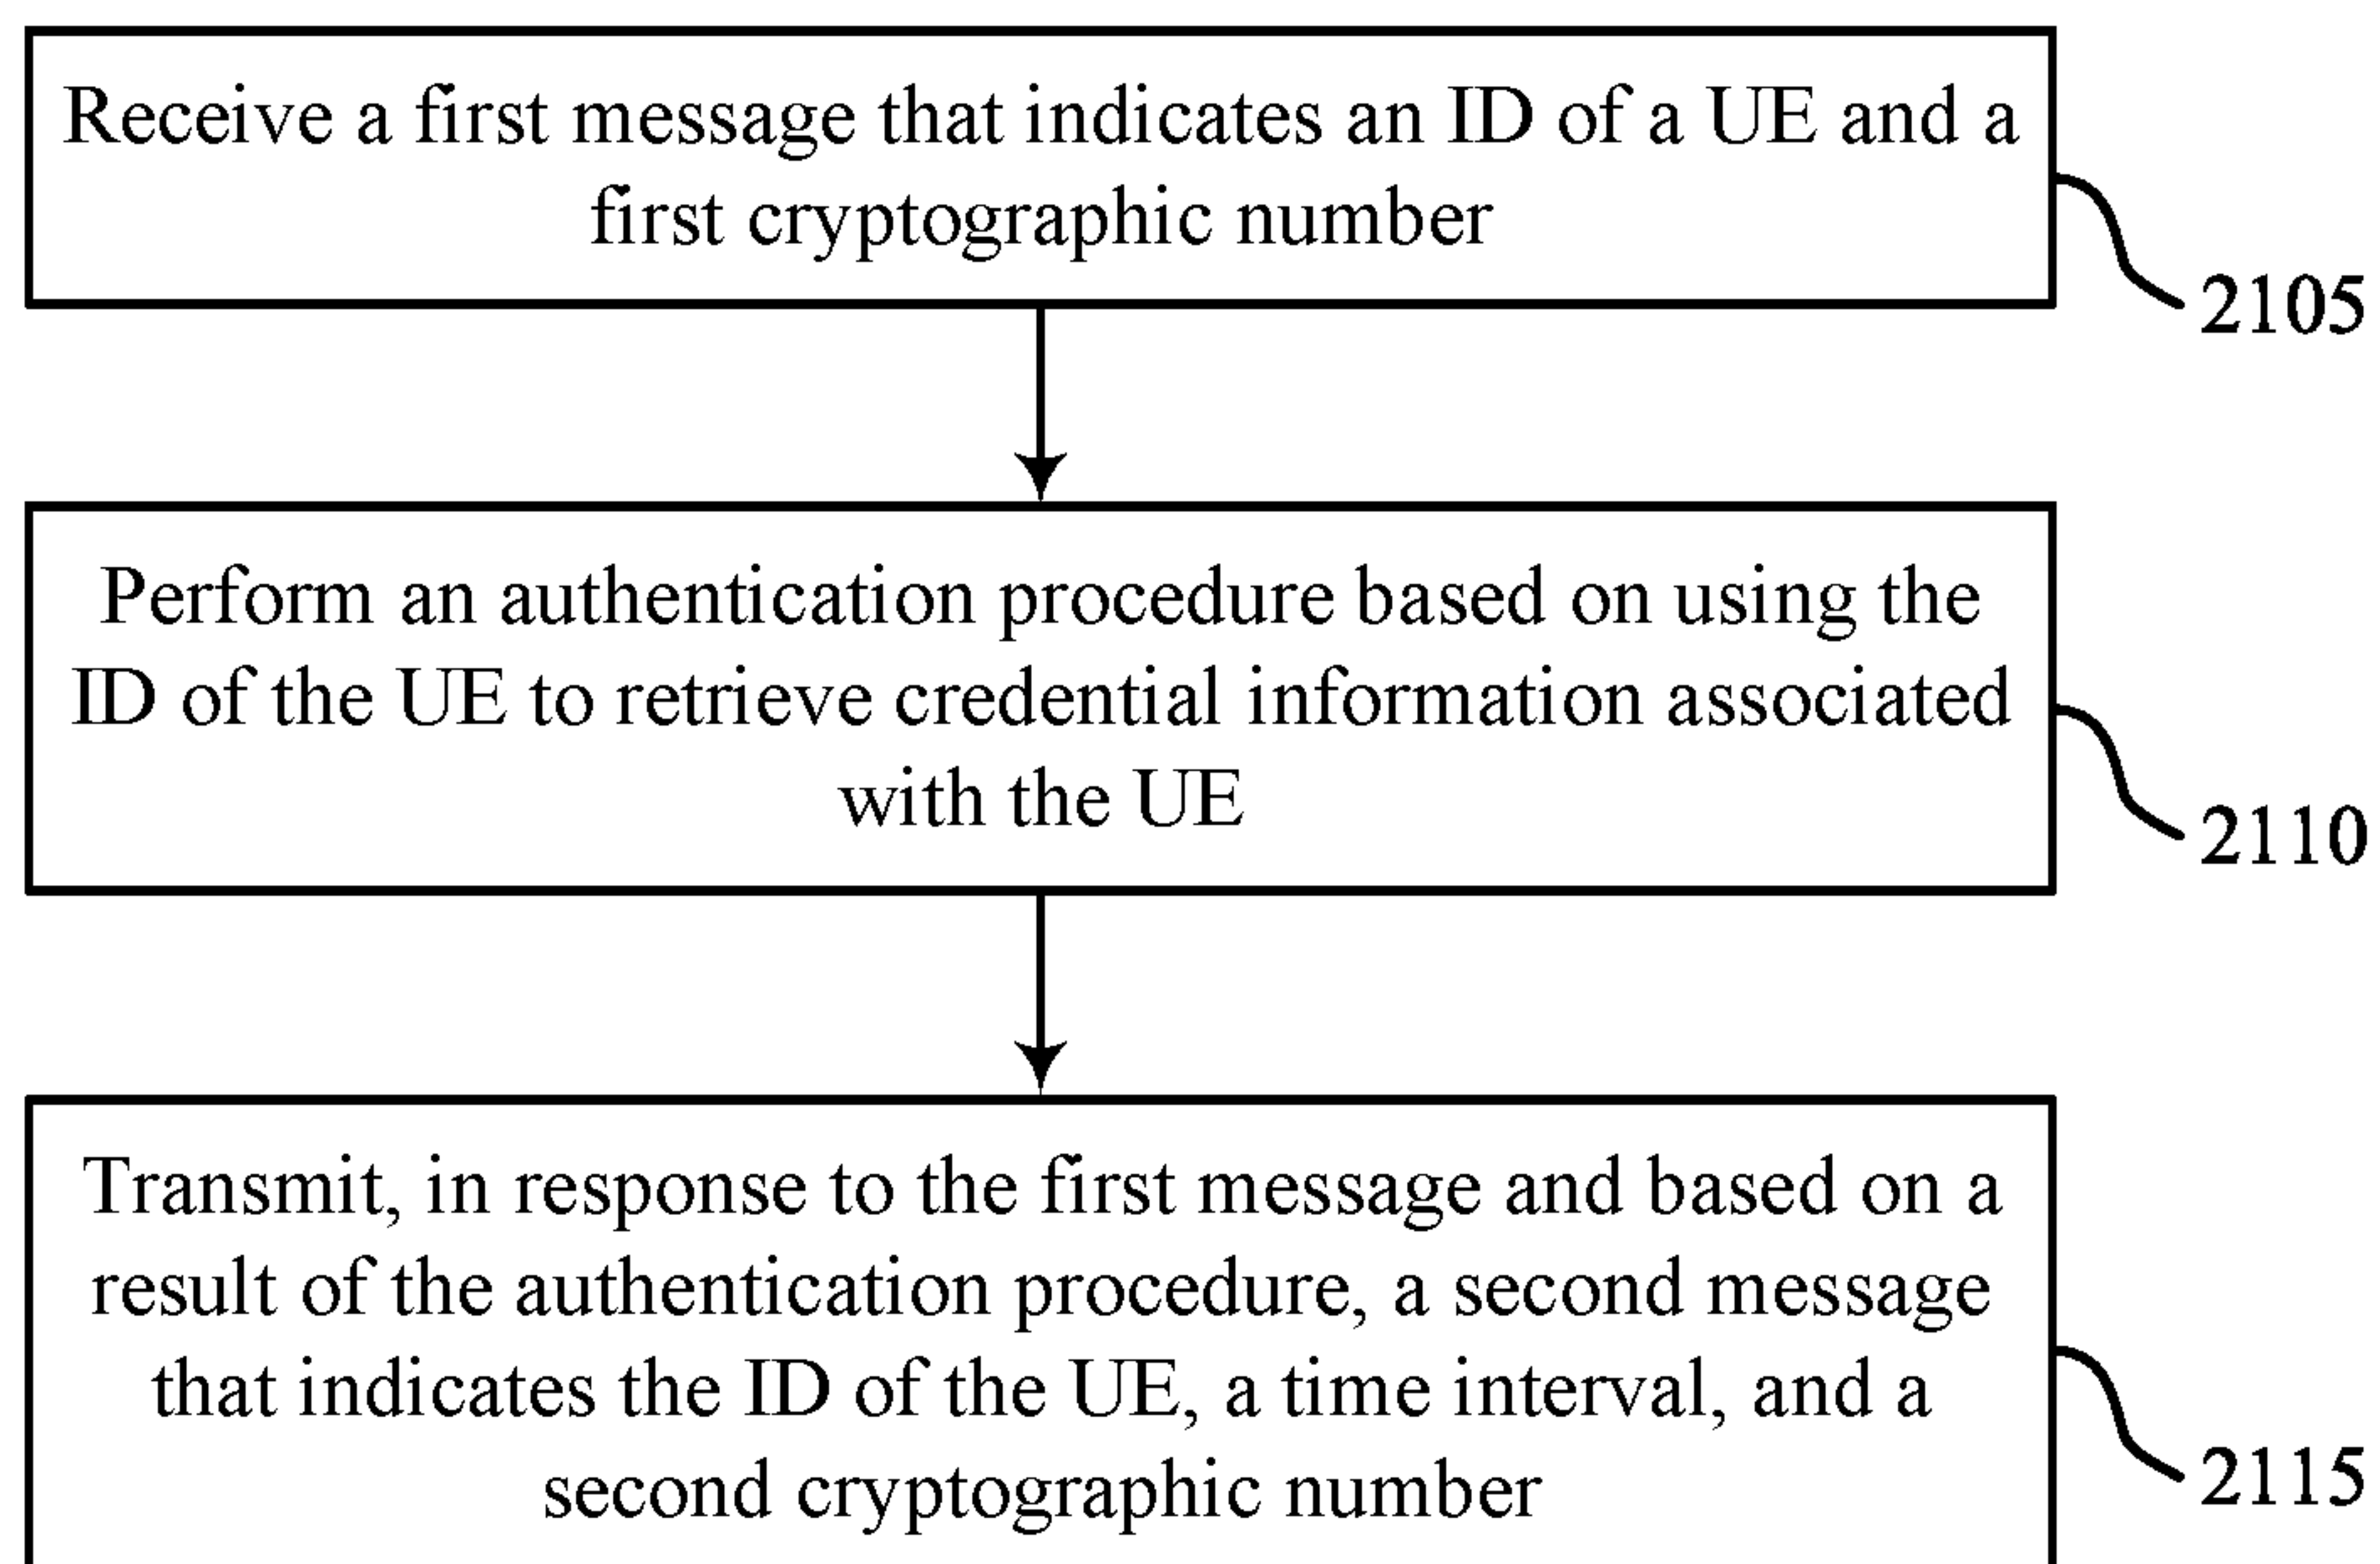 Receive a first message that indicates an ID of a UE and a
first cryptographic number
2105
Perform an authentication procedure based on using the
ID of the UE to retrieve credential information associated
with the UE
2110
Transmit, in response to the first message and based on a
result of the authentication procedure, a second message
that indicates the ID of the UE, a time interval, and a
second cryptographic number
2115